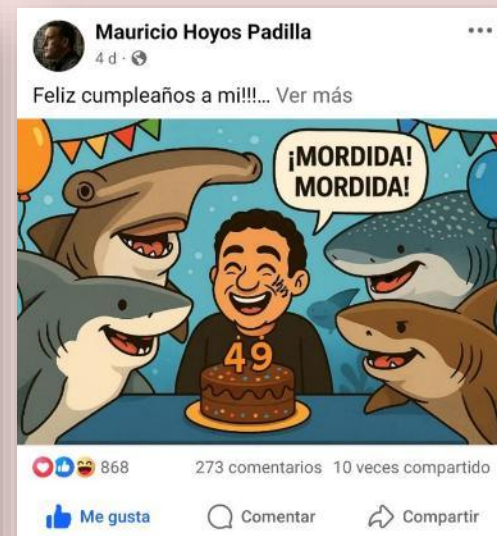 Mauricio Hoyos Padilla
4 d ·
Feliz cumpleaños a mi!!!... Ver más
¡MORDIDA!
MORDIDA!
49
868 273 comentarios 10 veces compartido
Me gusta Comentar Compartir